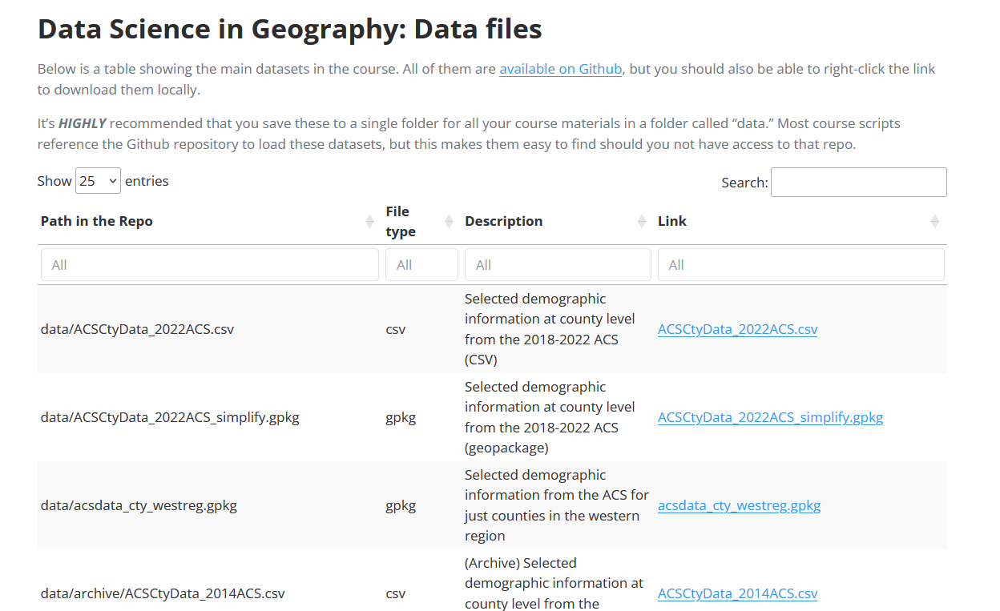 Data Science in Geography: Data files
Below is a table showing the main datasets in the course. All of them are available on Github, but you should also be able to right-click the link
to download them locally.
It’s HIGHLY recommended that you save these to a single folder for all your course materials in a folder called “data.” Most course scripts
reference the Github repository to load these datasets, but this makes them easy to find should you not have access to that repo.
Show 25 entries
Search:
Path in the Repo
File
type
Description
Link
All
All
All
All
data/ACSCtyData_2022ACS.csv
csv
Selected demographic
information at county level
from the 2018-2022 ACS
(CSV)
ACSCtyData_2022ACS.csv
data/ACSCtyData_2022ACS_simplify.gpkg
gpkg
Selected demographic
information at county level
from the 2018-2022 ACS
(geopackage)
ACSCtyData_2022ACS_simplify.gpkg
data/acsdata_cty_westreg.gpkg
gpkg
Selected demographic
information from the ACS for
just counties in the western
region
acsdata_cty_westreg.gpkg
data/archive/ACSCtyData_2014ACS.csv
csv
(Archive) Selected
demographic information at
county level from the
ACSCtyData_2014ACS.csv